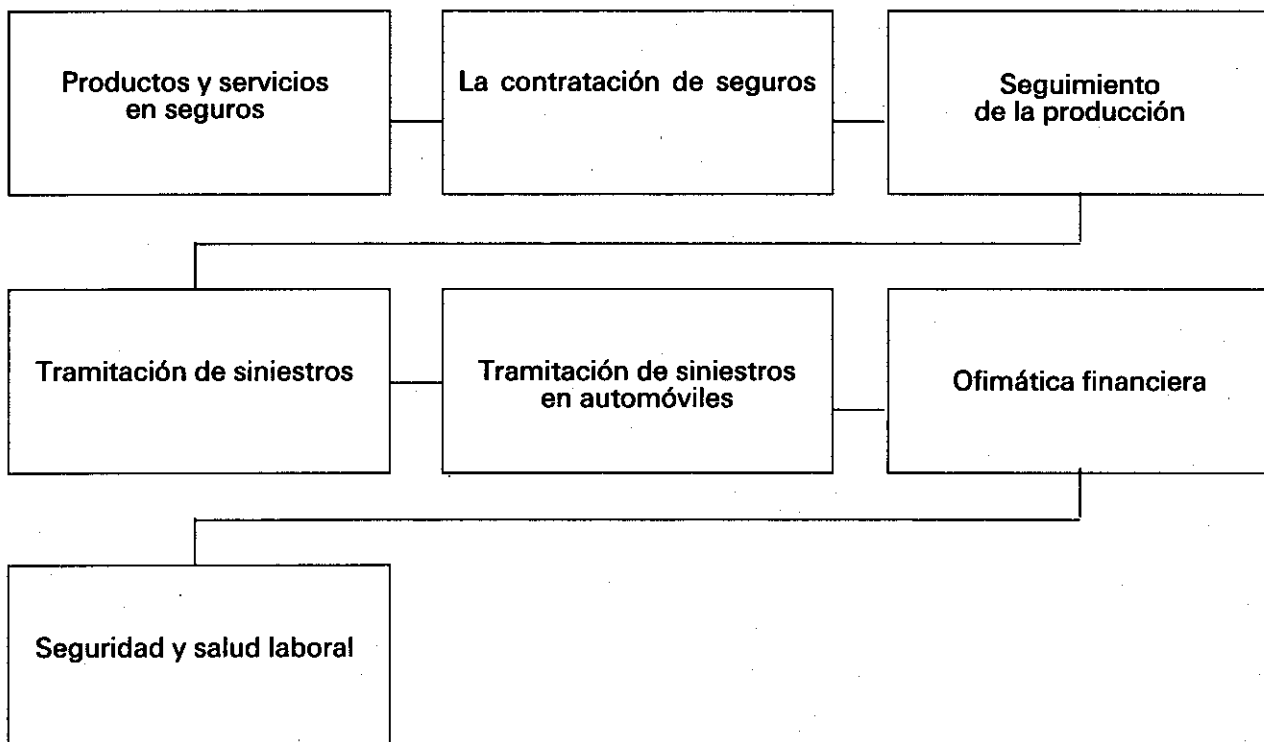 Productos y servicios
en seguros
La contratación de seguros
Seguimiento
de la producción
Tramitación de siniestros
Tramitación de siniestros
en automóviles
Ofimática financiera
Seguridad y salud laboral